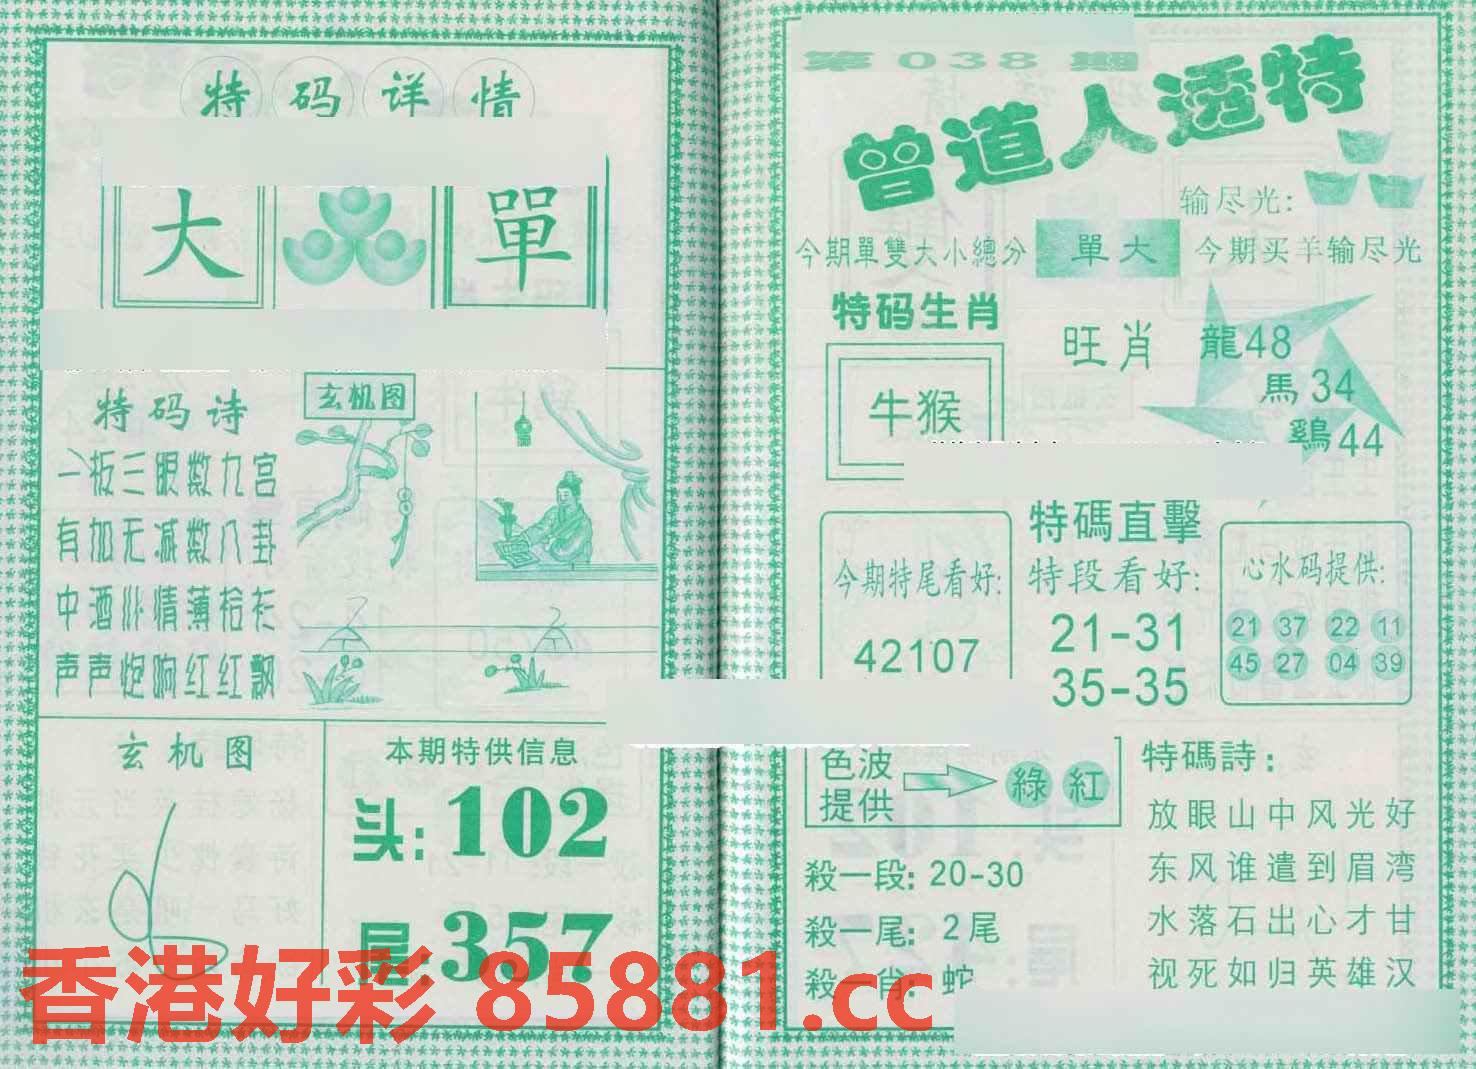 特码详情
大 單
特码诗
一板三眼数九宫
有加无减数八卦
中酒川情薄拾衫
声声炮响红红飘
玄机图
玄机图
本期特供信息
头:102
尾:357
第038期
曾道人透特
输尽光:
今期單雙大小總分 單大 今期买羊输尽光
特码生肖
牛猴
旺肖 龍48
馬34
鷄44
今期特尾看好:
42107
特碼直擊
特段看好:
21-31
35-35
心水码提供:
21 37 22 11
45 27 04 39
色波提供 綠 紅
殺一段: 20-30
殺一尾: 2尾
殺一肖: 蛇
特碼詩:
放眼山中风光好
东风谁遣到眉湾
水落石出心才甘
视死如归英雄汉
香港好彩 85881.cc